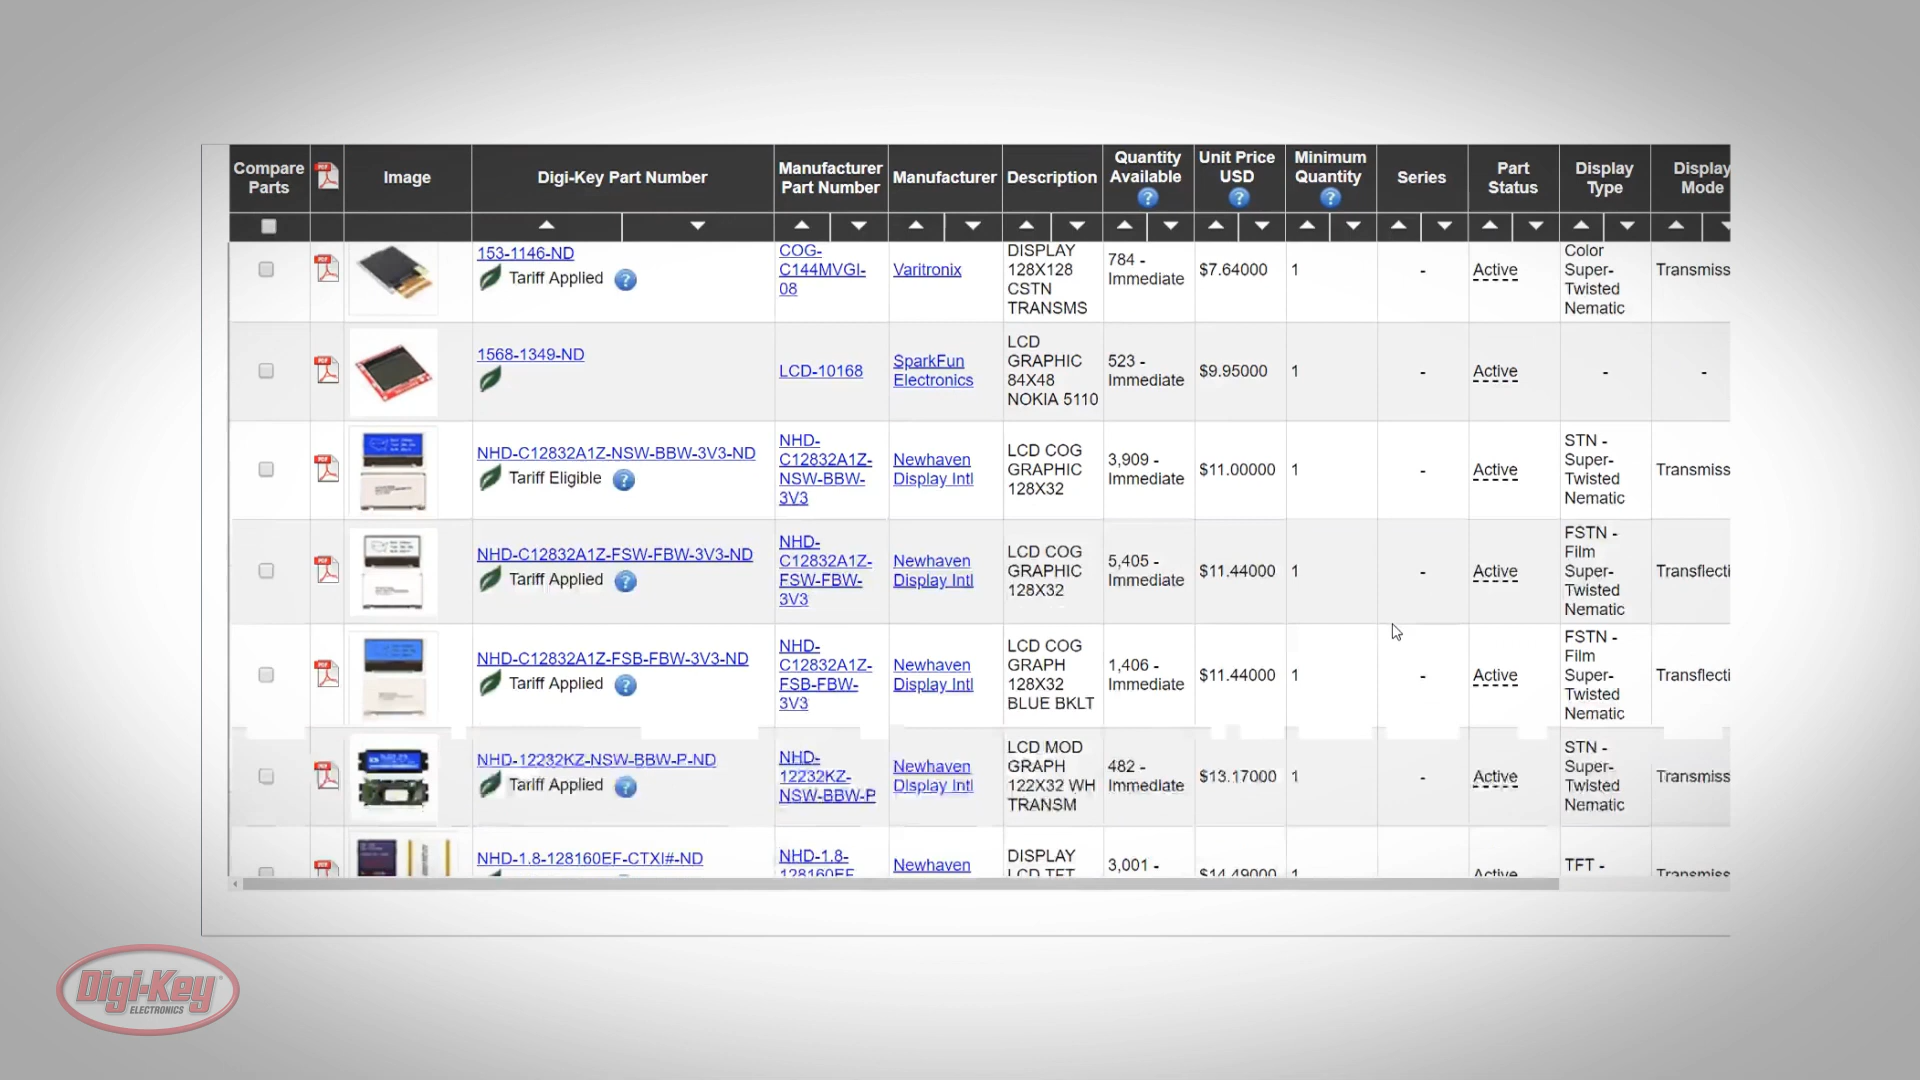 Compare Parts
Image
Digi-Key Part Number
Manufacturer Part Number
Manufacturer
Description
Quantity Available
Unit Price USD
Minimum Quantity
Series
Part Status
Display Type
Display Mode
153-1146-ND
Tariff Applied
COG-
C144MVGI-
08
Varitronix
DISPLAY
128X128
CSTN
TRANSMS
784 -
Immediate
$7.64000
1
-
Active
Color
Super-
Twisted
Nematic
Transmiss
1568-1349-ND
LCD-10168
SparkFun
Electronics
LCD
GRAPHIC
84X48
NOKIA 5110
523 -
Immediate
$9.95000
1
-
Active
-
-
NHD-C12832A1Z-NSW-BBW-3V3-ND
Tariff Eligible
NHD-
C12832A1Z-
NSW-BBW-
3V3
Newhaven
Display Intl
LCD COG
GRAPHIC
128X32
3,909 -
Immediate
$11.00000
1
-
Active
STN -
Super-
Twisted
Nematic
Transmiss
NHD-C12832A1Z-FSW-FBW-3V3-ND
Tariff Applied
NHD-
C12832A1Z-
FSW-FBW-
3V3
Newhaven
Display Intl
LCD COG
GRAPHIC
128X32
5,405 -
Immediate
$11.44000
1
-
Active
FSTN -
Film
Super-
Twisted
Nematic
Transflecti
NHD-C12832A1Z-FSB-FBW-3V3-ND
Tariff Applied
NHD-
C12832A1Z-
FSB-FBW-
3V3
Newhaven
Display Intl
LCD COG
GRAPH
128X32
BLUE BKLT
1,406 -
Immediate
$11.44000
1
-
Active
FSTN -
Film
Super-
Twisted
Nematic
Transflecti
NHD-12232KZ-NSW-BBW-P-ND
Tariff Applied
NHD-
12232KZ-
NSW-BBW-P
Newhaven
Display Intl
LCD MOD
GRAPH
122X32 WH
TRANSM
482 -
Immediate
$13.17000
1
-
Active
STN -
Super-
Twisted
Nematic
Transmiss
NHD-1.8-128160EF-CTXI#-ND
NHD-1.8-
128160EF
Newhaven
DISPLAY
LCD TFT
3,001 -
$14.49000
1
Active
TFT -
Transmiss
Digi-Key
ELECTRONICS